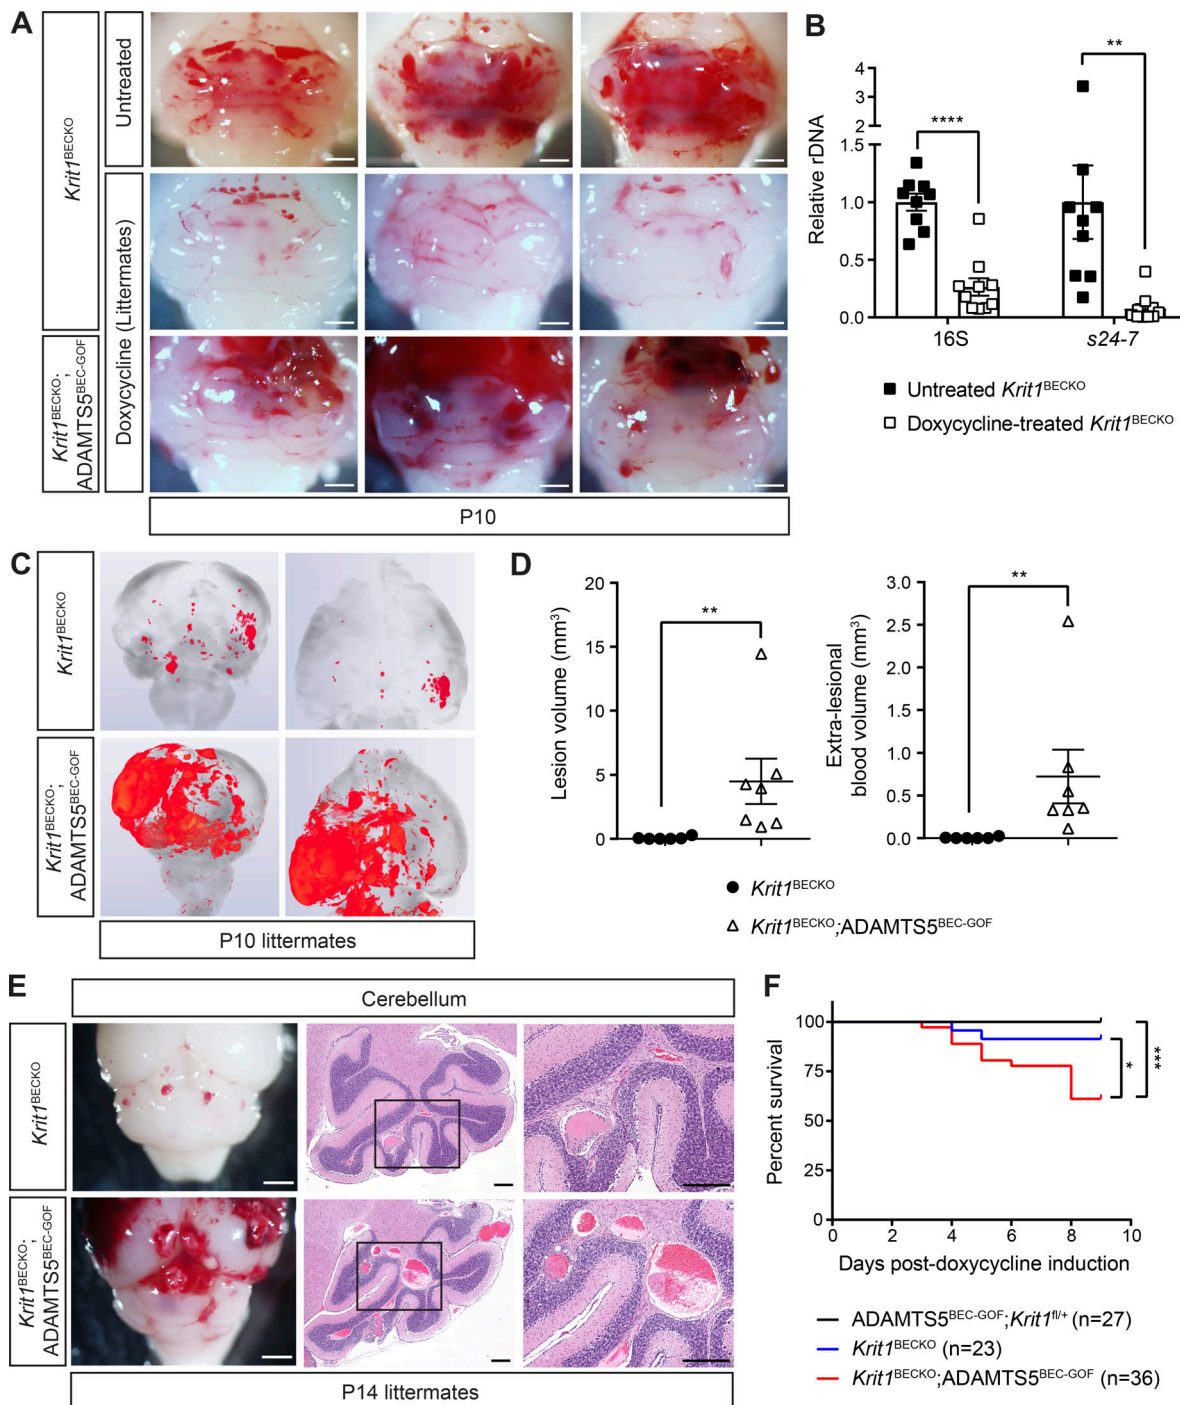 A
Krit1BECKO
Untreated
Doxycycline (Littermates)
Krit1BECKO;
ADAMTS5BEC-GOF
P10
B
Relative rDNA
4
3
2
1.5
1.0
0.5
0.0
****
**
16S
s24-7
Untreated Krit1BECKO
Doxycycline-treated Krit1BECKO
C
Krit1BECKO
Krit1BECKO;
ADAMTS5BEC-GOF
P10 littermates
D
Lesion volume (mm3)
20
15
10
5
0
**
Extra-lesional
blood volume (mm3)
3.0
2.5
2.0
1.5
1.0
0.5
0.0
**
Krit1BECKO
Krit1BECKO;ADAMTS5BEC-GOF
E
Cerebellum
Krit1BECKO
Krit1BECKO;
ADAMTS5BEC-GOF
P14 littermates
F
Percent survival
100
75
50
25
0
0 2 4 6 8 10
*
***
Days post-doxycycline induction
ADAMTS5BEC-GOF;Krit1fl/+ (n=27)
Krit1BECKO (n=23)
Krit1BECKO;ADAMTS5BEC-GOF (n=36)